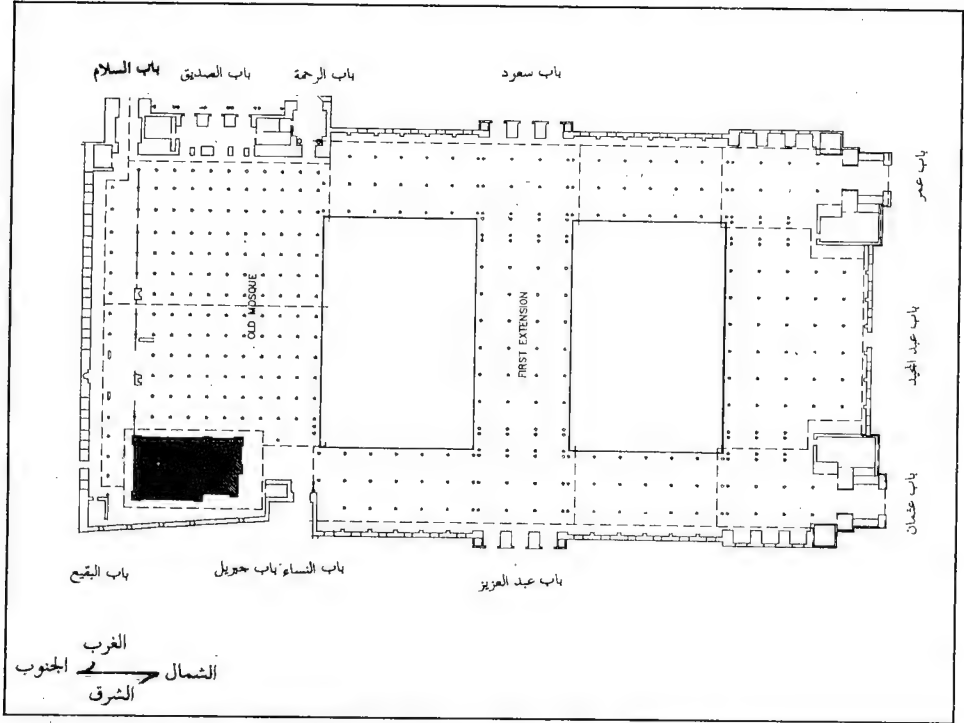 باب السلام
باب الصديق
باب الرحمة
باب سعود
باب عمر
باب عبد المجيد
باب عثمان
OLD MOSQUE
FIRST EXTENSION
باب البقيع
باب جبريل
باب النساء
باب عبد العزيز
الغرب
الجنوب
الشمال
الشرق